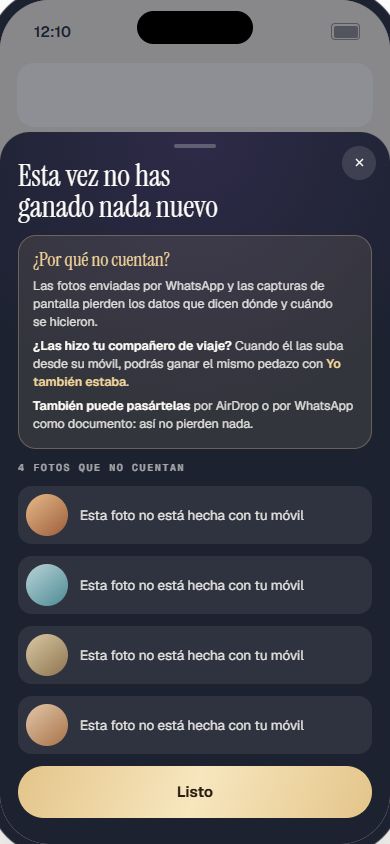 12:10
Esta vez no has
ganado nada nuevo
¿Por qué no cuentan?
Las fotos enviadas por WhatsApp y las capturas de
pantalla pierden los datos que dicen dónde y cuándo
se hicieron.
¿Las hizo tu compañero de viaje? Cuando él las suba
desde su móvil, podrás ganar el mismo pedazo con Yo
también estaba.
También puede pasártelas por AirDrop o por WhatsApp
como documento: así no pierden nada.
4 FOTOS QUE NO CUENTAN
Esta foto no está hecha con tu móvil
Esta foto no está hecha con tu móvil
Esta foto no está hecha con tu móvil
Esta foto no está hecha con tu móvil
Listo